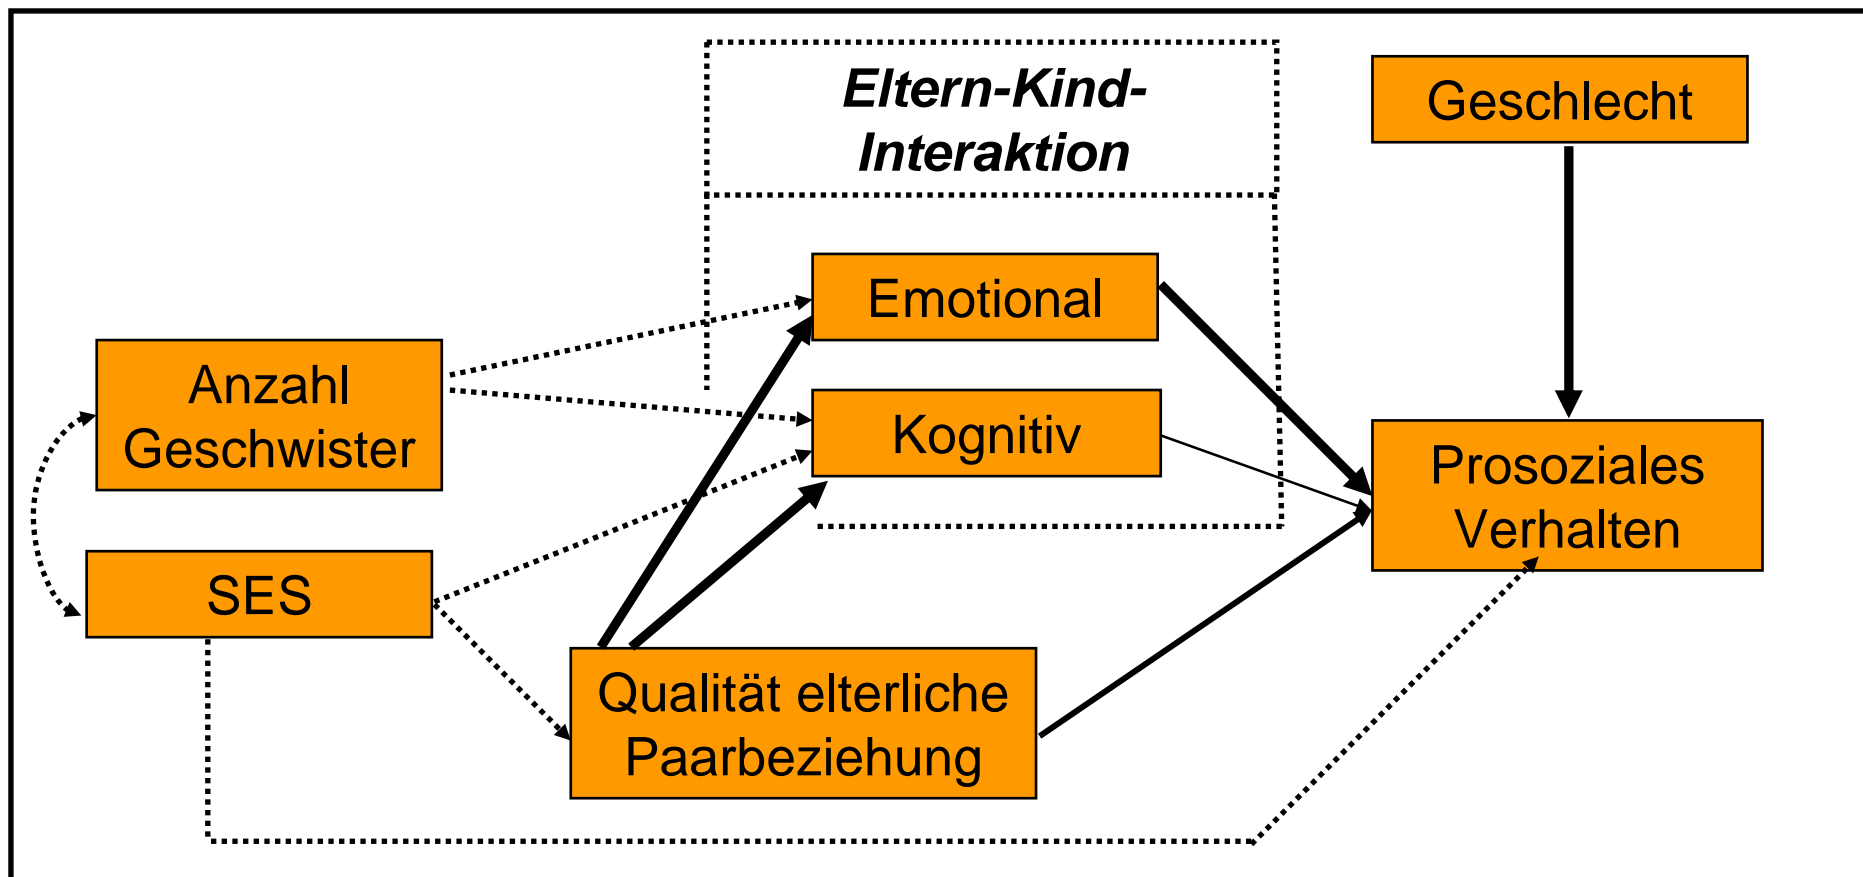 Eltern-Kind-
Interaktion
Geschlecht
Emotional
Anzahl
Geschwister
Kognitiv
Prosoziales
Verhalten
SES
Qualität elterliche
Paarbeziehung